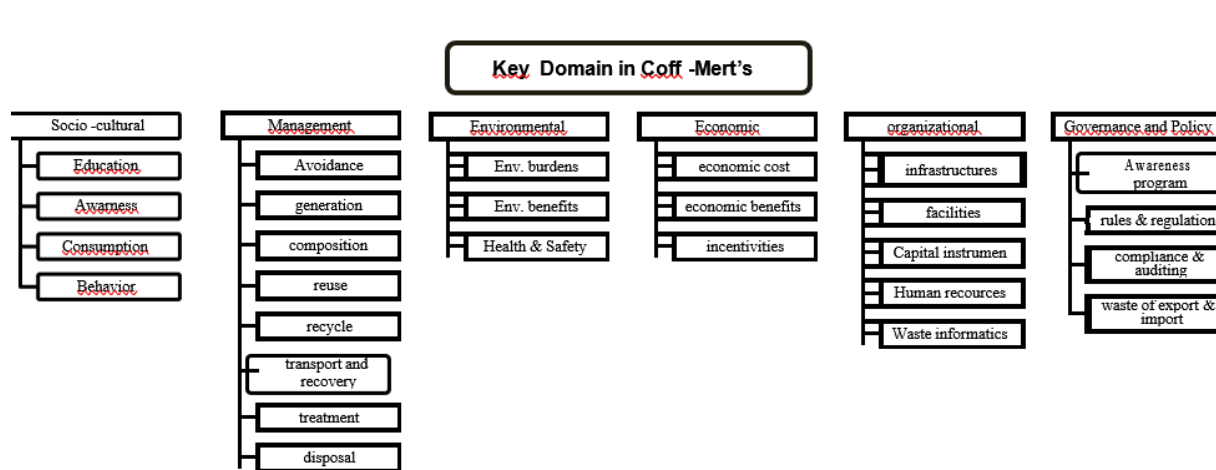 Key Domain in Coff -Mert's
Socio -cultural
Education
Awarness
Consumption
Behavior
Management
Avoidance
generation
composition
reuse
recycle
transport and
recovery
treatment
disposal
Environmental
Env. burdens
Env. benefits
Health & Safety
Economic
economic cost
economic benefits
incentivities
organizational
infrastructures
facilities
Capital instrumen
Human recources
Waste informatics
Governance and Policy
Awareness
program
rules & regulation
compliance &
auditing
waste of export &
import